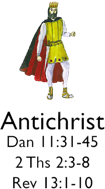 Antichrist
Dan 11:31-45
2 Ths 2:3-8
Rev 13:1-10